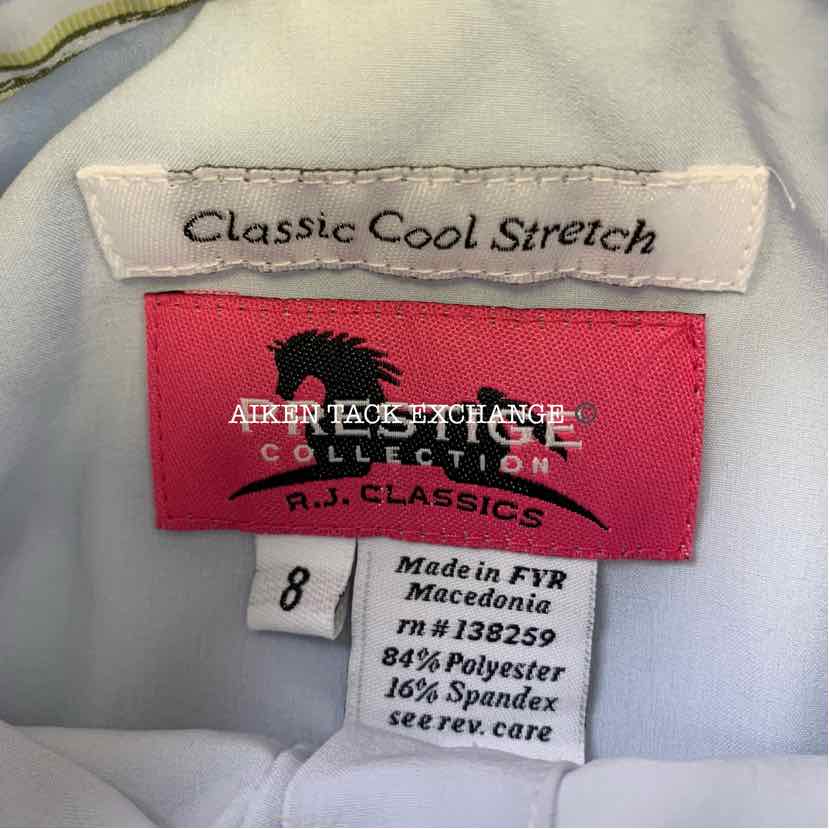 Classic Cool Stretch
PRESTIGE
AIKEN TACK EXCHANGE ©
COLLECTION
R.J. CLASSICS
8
Made in FYR
Macedonia
rn # 138259
84% Polyester
16% Spandex
see rev. care